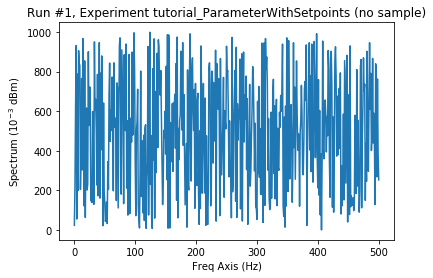 Run #1, Experiment tutorial_ParameterWithSetpoints (no sample)
1000
800
600
400
200
0
Spectrum (10⁻³ dBm)
0 100 200 300 400 500
Freq Axis (Hz)